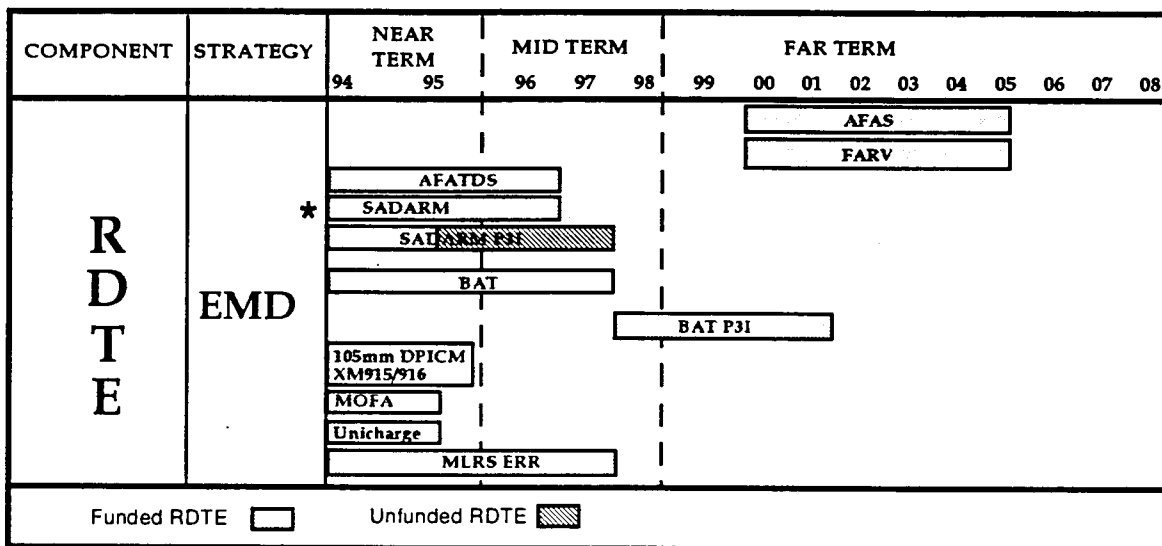 COMPONENT
STRATEGY
NEAR
TERM
MID TERM
FAR TERM
94 95 96 97 98 99 00 01 02 03 04 05 06 07 08
AFAS
FARV
AFATDS
* SADARM
SADARM P3I
BAT
BAT P3I
105mm DPICM
XM915/916
MOFA
Unicharge
MLRS ERR
R
D
T
E
EMD
Funded RDTE
Unfunded RDTE